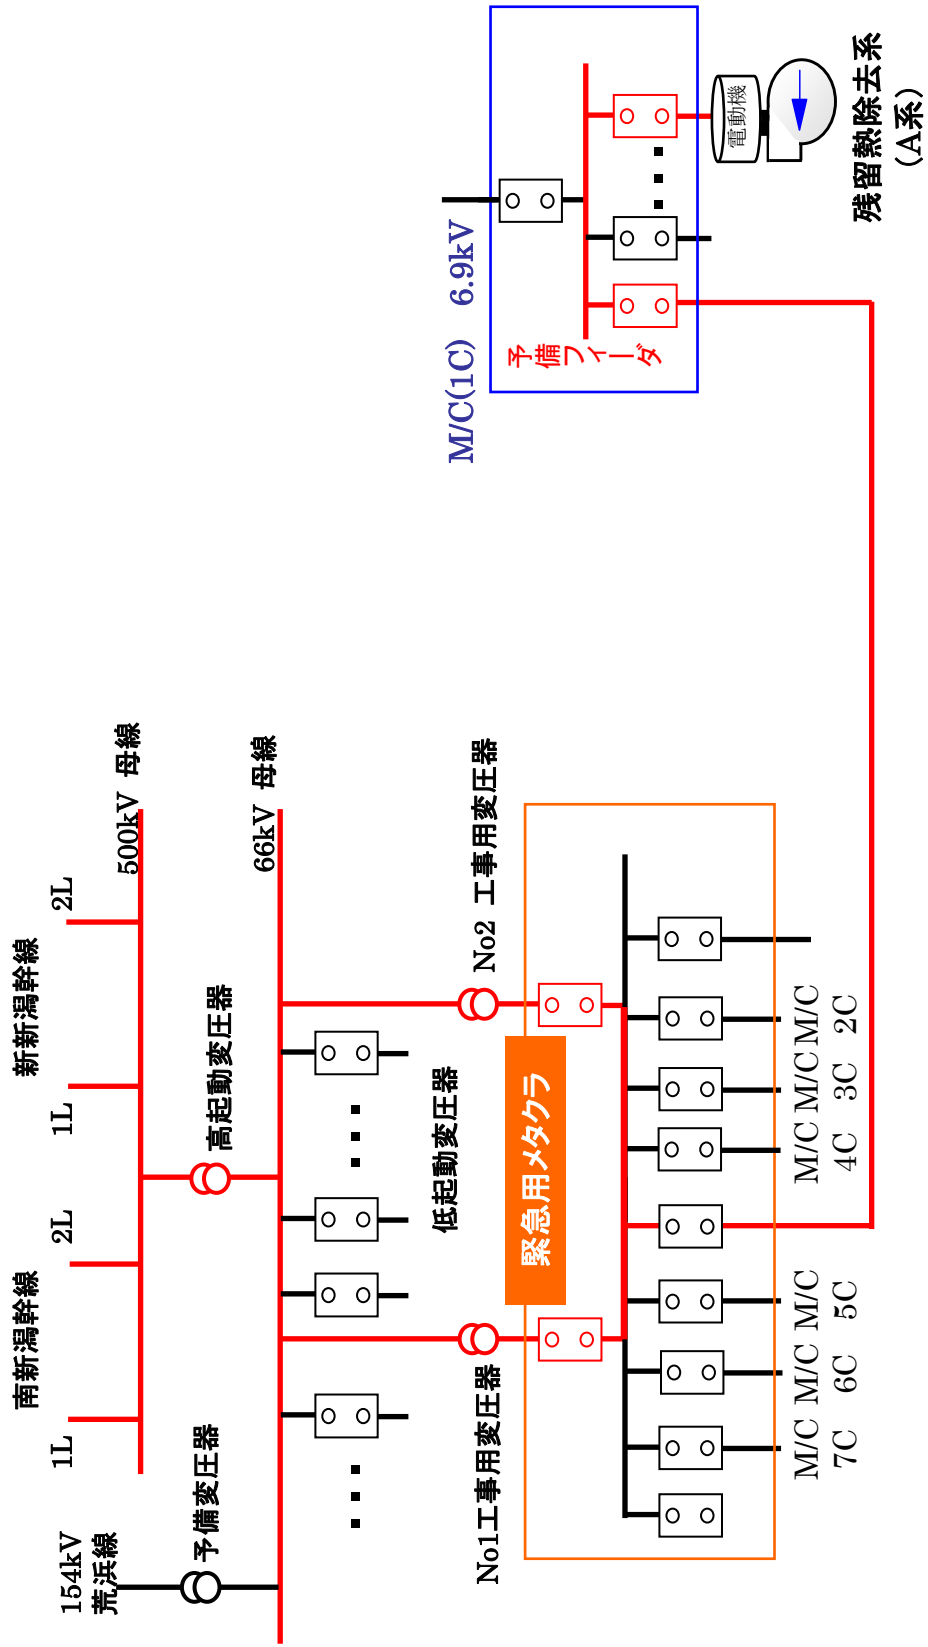 154kV
荒浜線
予備変圧器
南新潟幹線
1L
2L
新新潟幹線
1L
2L
500kV 母線
高起動変圧器
66kV 母線
低起動変圧器
No1工事用変圧器
No2 工事用変圧器
緊急用メタクラ
M/C
7C
M/C
6C
M/C
5C
M/C
4C
M/C
3C
M/C
2C
M/C(1C) 6.9kV
予備フィーダ
電動機
残留熱除去系
(A系)